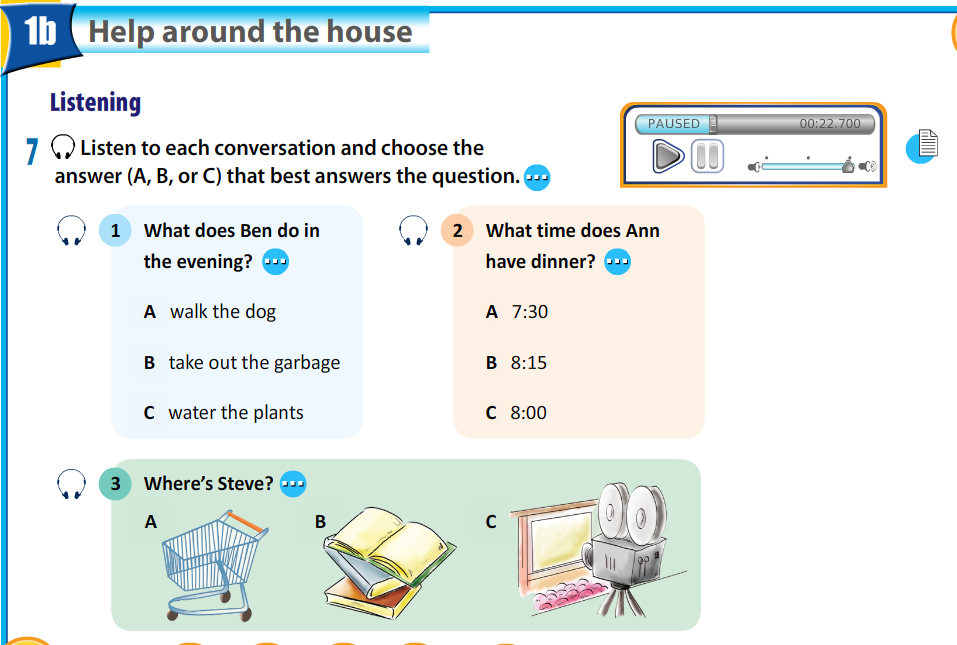 1b Help around the house
Listening
PAUSED 00:22.700
7 Listen to each conversation and choose the
answer (A, B, or C) that best answers the question.
1 What does Ben do in
the evening?
A walk the dog
B take out the garbage
C water the plants
2 What time does Ann
have dinner?
A 7:30
B 8:15
C 8:00
3 Where's Steve?
A B C